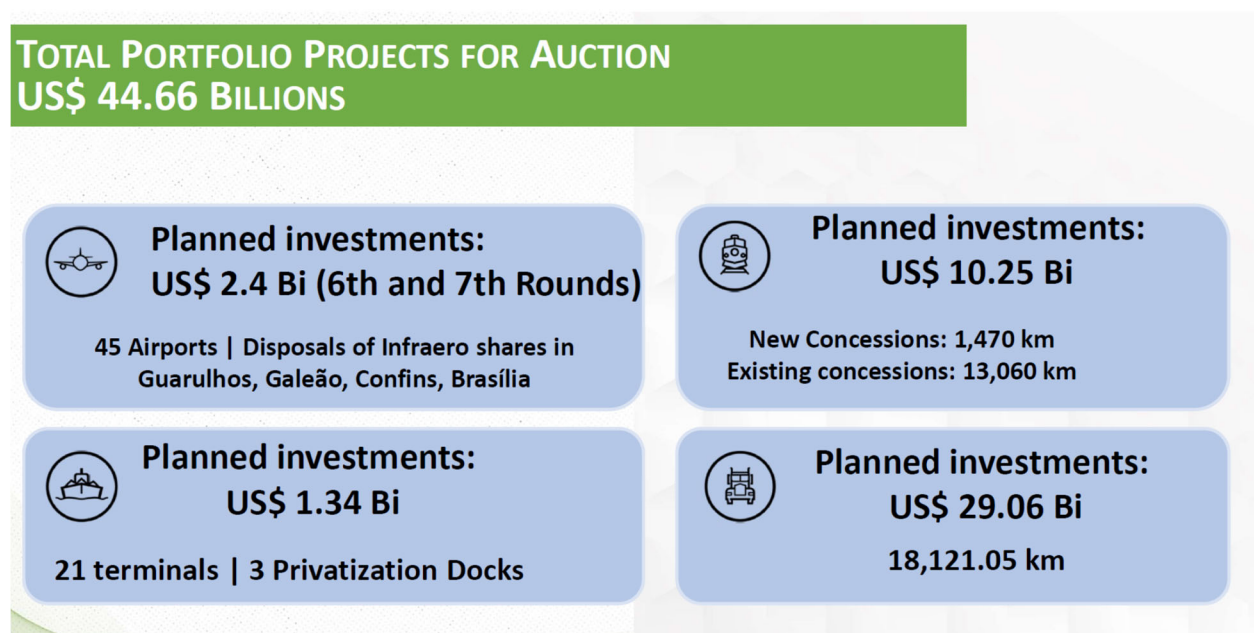 TOTAL PORTFOLIO PROJECTS FOR AUCTION
US$ 44.66 BILLIONS
Planned investments:
US$ 2.4 Bi (6th and 7th Rounds)
45 Airports | Disposals of Infraero shares in
Guarulhos, Galeão, Confins, Brasília
Planned investments:
US$ 10.25 Bi
New Concessions: 1,470 km
Existing concessions: 13,060 km
Planned investments:
US$ 1.34 Bi
21 terminals | 3 Privatization Docks
Planned investments:
US$ 29.06 Bi
18,121.05 km